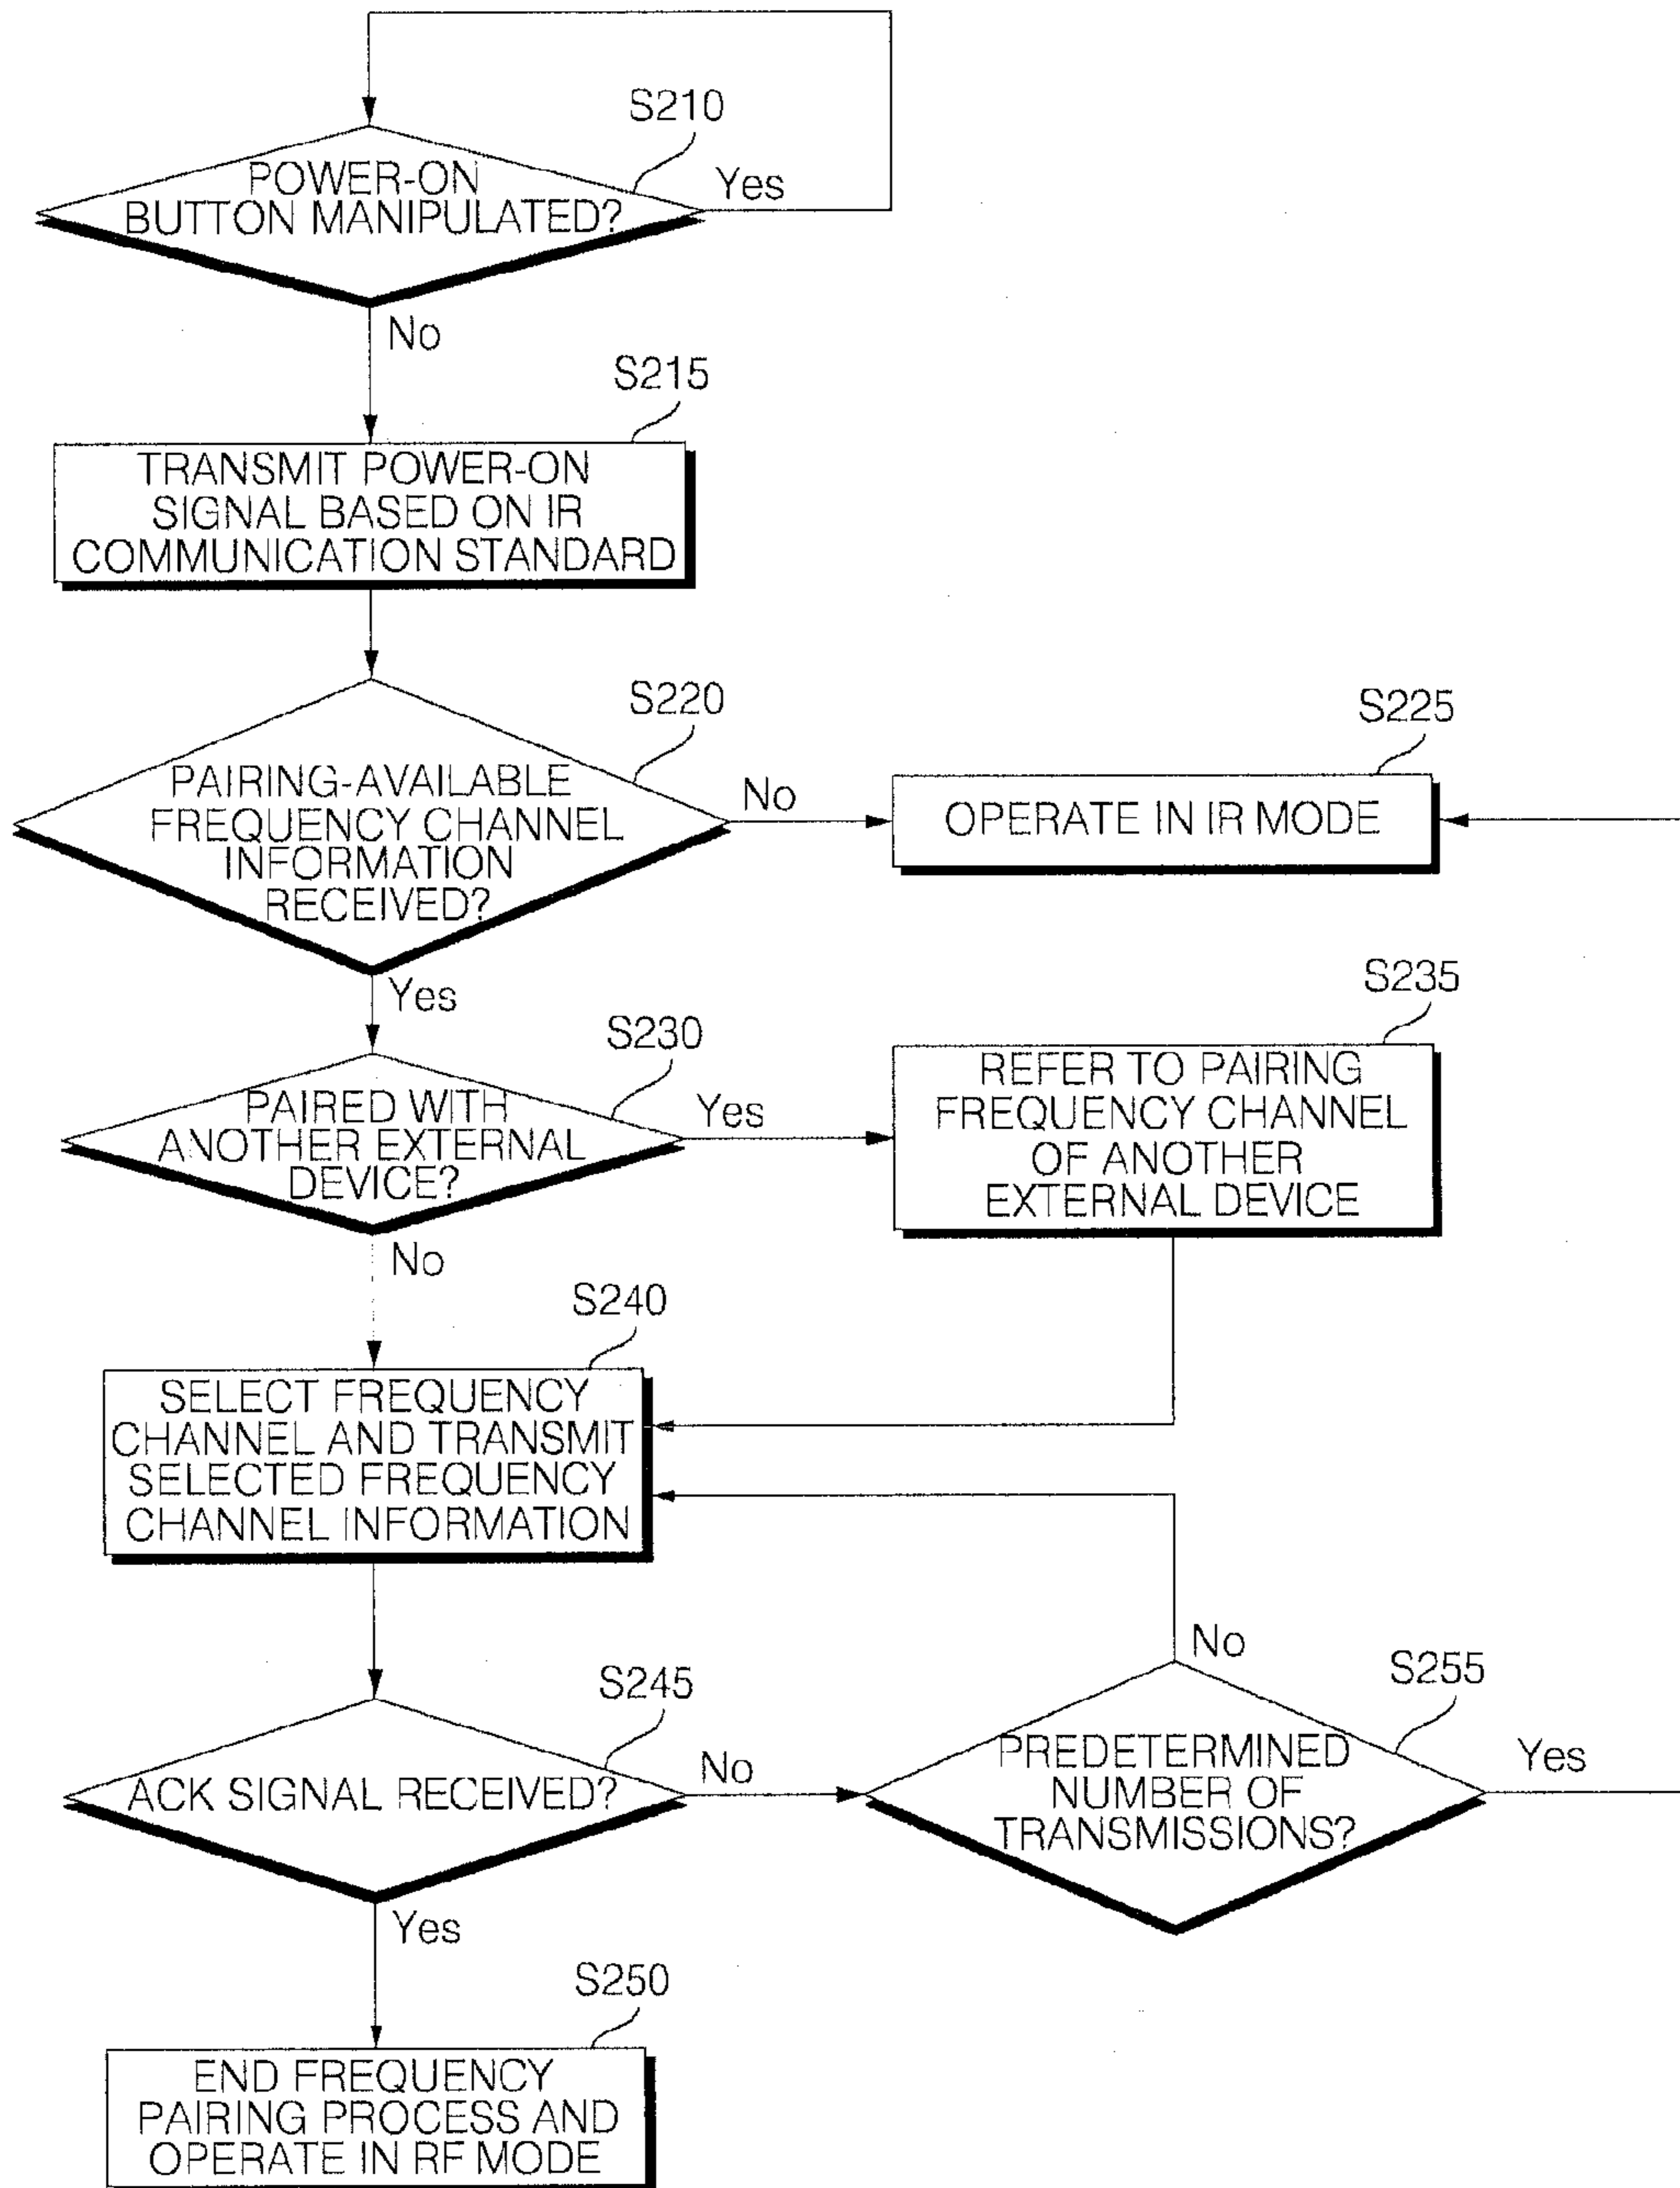 S210
POWER-ON
BUTTON MANIPULATED?
Yes
No
S215
TRANSMIT POWER-ON
SIGNAL BASED ON IR
COMMUNICATION STANDARD
S220
PAIRING-AVAILABLE
FREQUENCY CHANNEL
INFORMATION
RECEIVED?
No
Yes
S225
OPERATE IN IR MODE
S230
PAIRED WITH
ANOTHER EXTERNAL
DEVICE?
Yes
No
S235
REFER TO PAIRING
FREQUENCY CHANNEL
OF ANOTHER
EXTERNAL DEVICE
S240
SELECT FREQUENCY
CHANNEL AND TRANSMIT
SELECTED FREQUENCY
CHANNEL INFORMATION
S245
ACK SIGNAL RECEIVED?
No
Yes
S255
PREDETERMINED
NUMBER OF
TRANSMISSIONS?
No
Yes
S250
END FREQUENCY
PAIRING PROCESS AND
OPERATE IN RF MODE